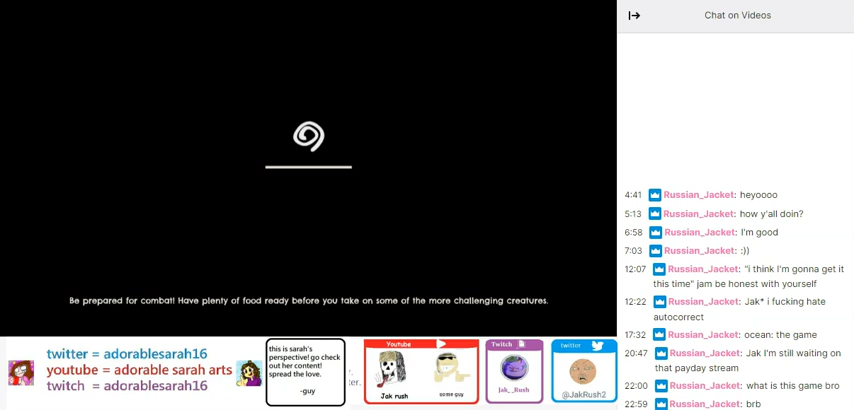 Chat on Videos
4:41 Russian_Jacket: heyoooo
5:13 Russian_Jacket: how y'all doin?
6:58 Russian_Jacket: I'm good
7:03 Russian_Jacket: :))
12:07 Russian_Jacket: "i think I'm gonna get it
this time" jam be honest with yourself
12:22 Russian_Jacket: Jak* i fucking hate
autocorrect
17:32 Russian_Jacket: ocean: the game
20:47 Russian_Jacket: Jak I'm still waiting on
that payday stream
22:00 Russian_Jacket: what is this game bro
22:59 Russian_Jacket: brb
Be prepared for combat! Have plenty of food ready before you take on some of the more challenging creatures.
twitter = adorablesarah16
youtube = adorable sarah arts
twitch = adorablesarah16
this is sarah's
perspective! go check
out her content!
spread the love.
-guy
ter.
Youtube
Jak rush
some guy
Twitch
Jak,_Rush
twitter
@JakRush2